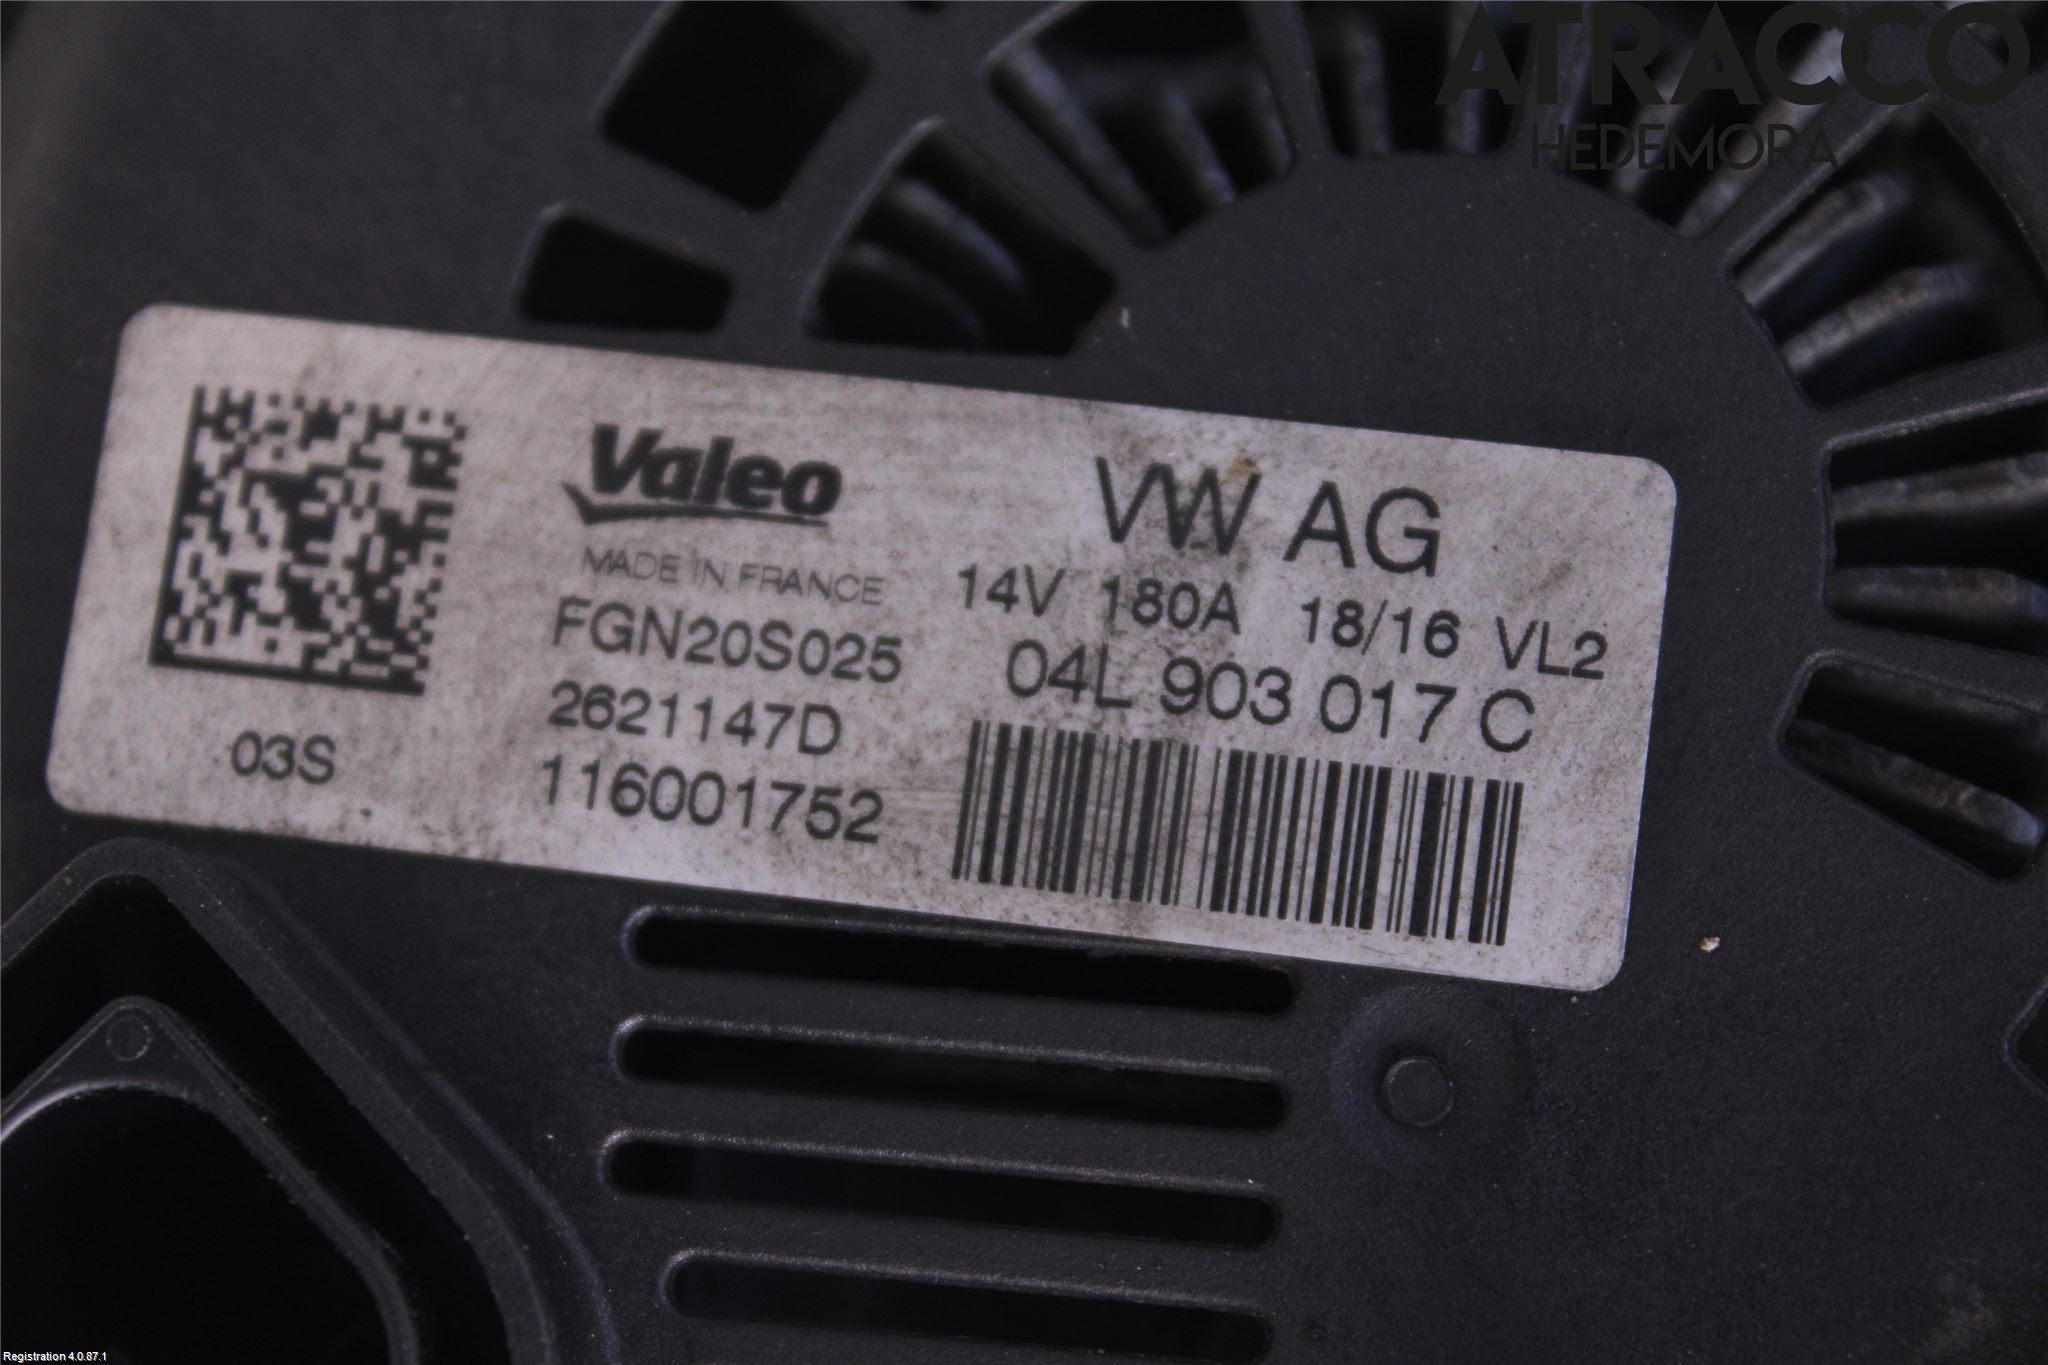 ATRACCO
HEDEMORA
Valeo
MADE IN FRANCE
FGN20S025
2621147D
116001752
03S
VW AG
14V 180A 18/16 VL2
04L 903 017 C
Registration 4.0.87.1